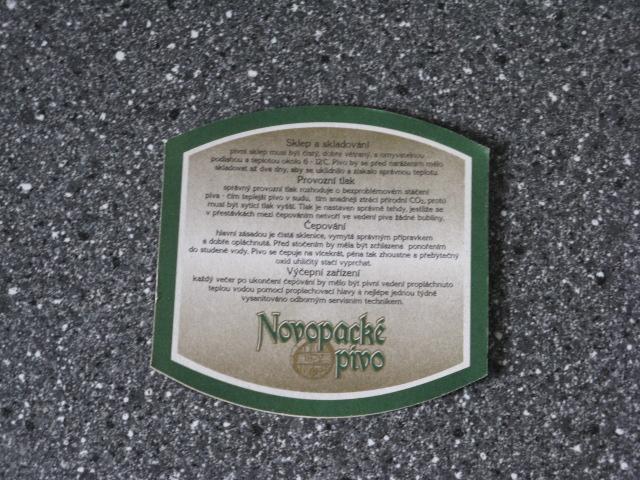 Sklep a skladování
pivní sklep musí být čistý, dobře větraný, s omyvatelnou
podlahou a teplotou okolo 6 - 12°C. Pivo by se před naražením mělo
skladovat až dva dny, aby se uklidnilo a získalo správnou teplotu.
Provozní tlak
správný provozní tlak rozhoduje o bezproblémovém stáčení
piva - čím teplejší pivo v sudu, tím snadněji ztrácí přírodní CO₂, proto
musí být sytící tlak vyšší. Tlak je nastaven správně tehdy, jestliže se
v přestávkách mezi čepováním netvoří ve vedení piva žádné bubliny.
Čepování
hlavní zásadou je čistá sklenice, vymytá správným přípravkem
a dobře opláchnutá. Před stočením by měla být zchlazena ponořením
do studené vody. Pivo se čepuje na vícekrát, pěna tak zhoustne a přebytečný
oxid uhličitý stačí vyprchat.
Výčepní zařízení
každý večer po ukončení čepování by mělo být pivní vedení propláchnuto
teplou vodou pomocí proplachovací hlavy a nejlépe jednou týdně
vysanitováno odborným servisním technikem.
Novopacké
pivo